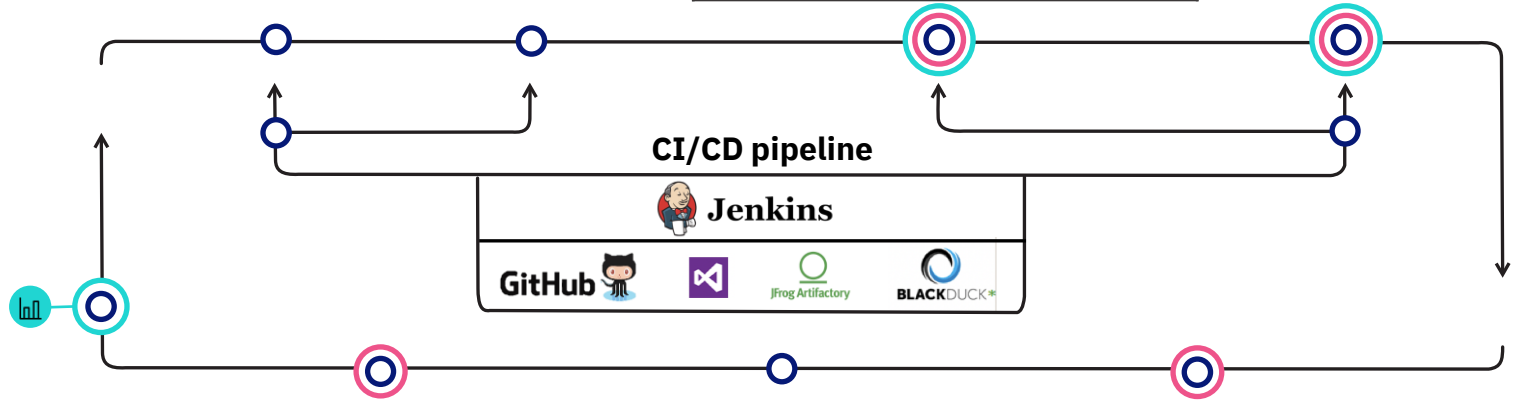 CI/CD pipeline
Jenkins
GitHub
JFrog Artifactory
BLACKDUCK*